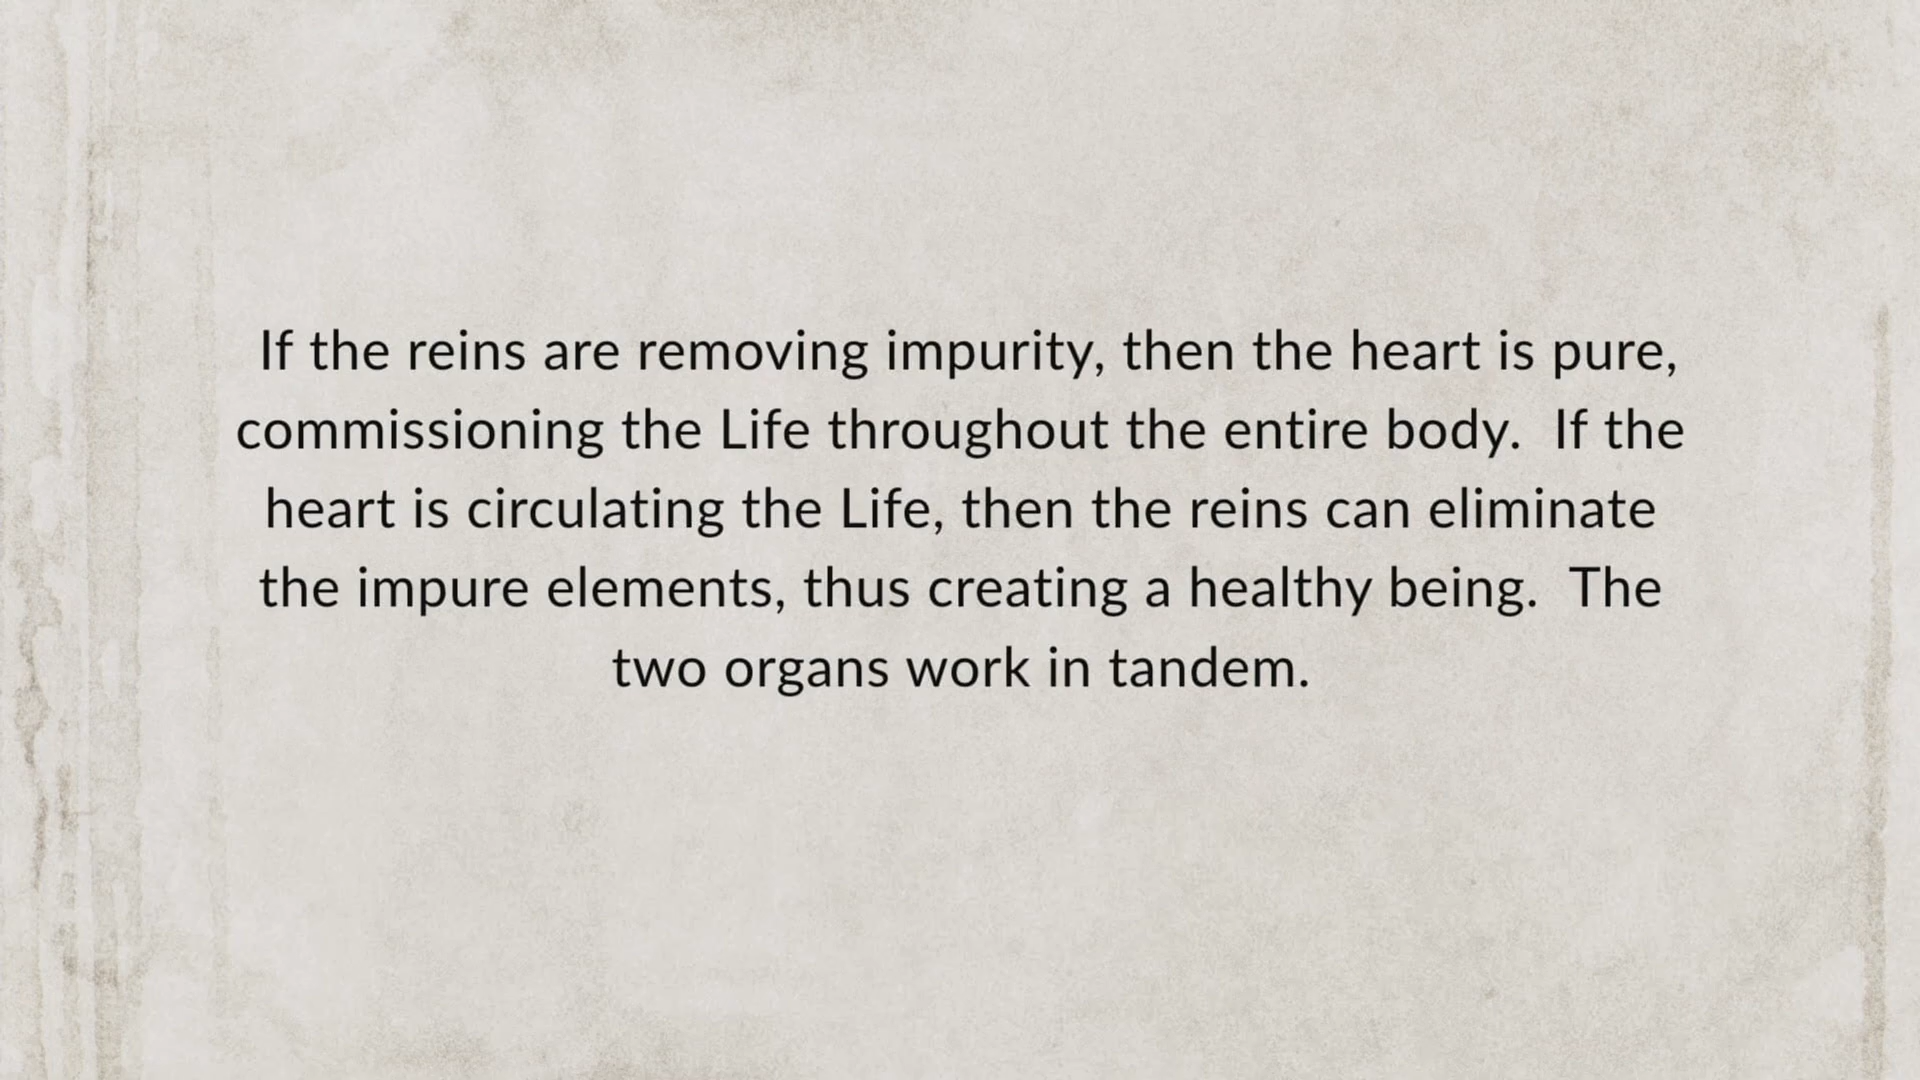 If the reins are removing impurity, then the heart is pure,
commissioning the Life throughout the entire body.  If the
heart is circulating the Life, then the reins can eliminate
the impure elements, thus creating a healthy being.  The
two organs work in tandem.